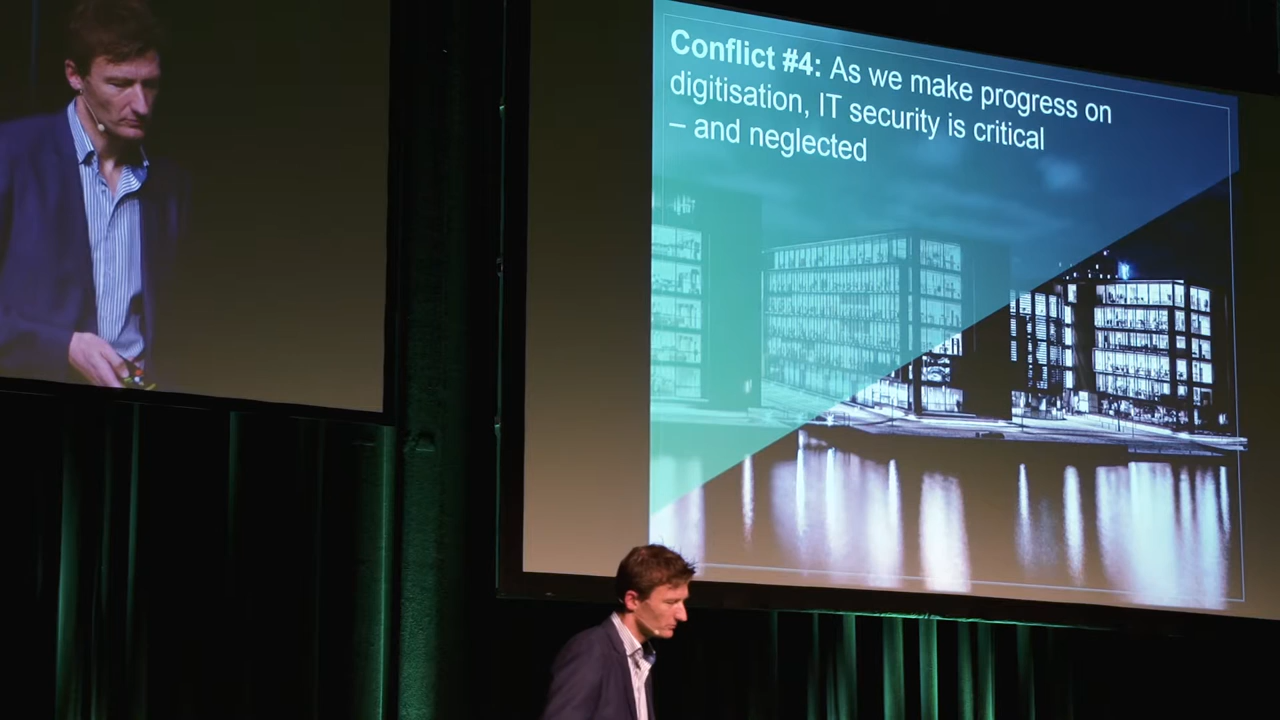 Conflict #4: As we make progress on
digitisation, IT security is critical
– and neglected